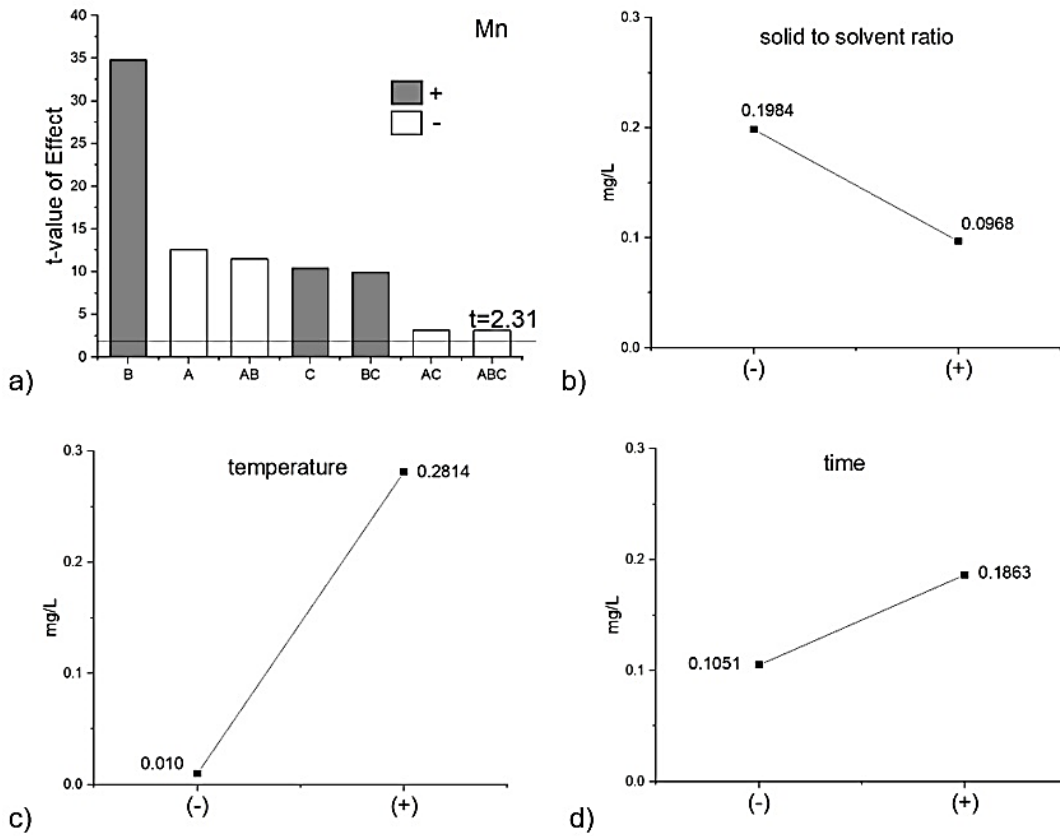 Mn
+
-
t-value of Effect
40
35
30
25
20
15
10
5
0
t=2.31
B A AB C BC AC ABC
a)
solid to solvent ratio
0.3
0.2
0.1
0.0
mg/L
0.1984
0.0968
(-) (+)
b)
temperature
0.3
0.2
0.1
0.0
mg/L
0.2814
0.010
(-) (+)
c)
time
0.3
0.2
0.1
0.0
mg/L
0.1863
0.1051
(-) (+)
d)